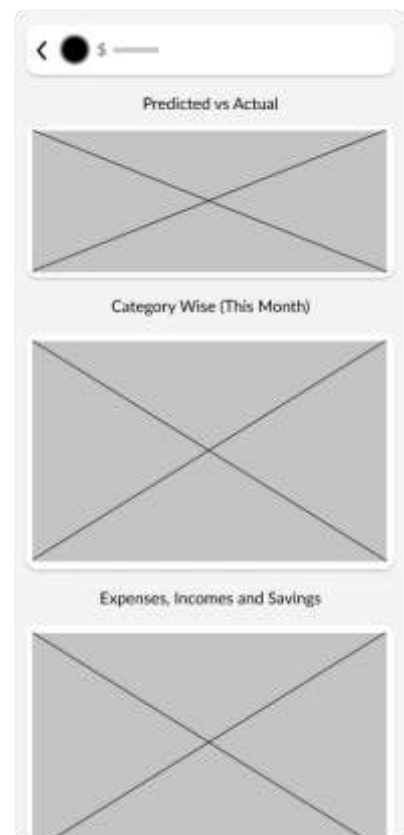 $
Predicted vs Actual
Category Wise (This Month)
Expenses, Incomes and Savings